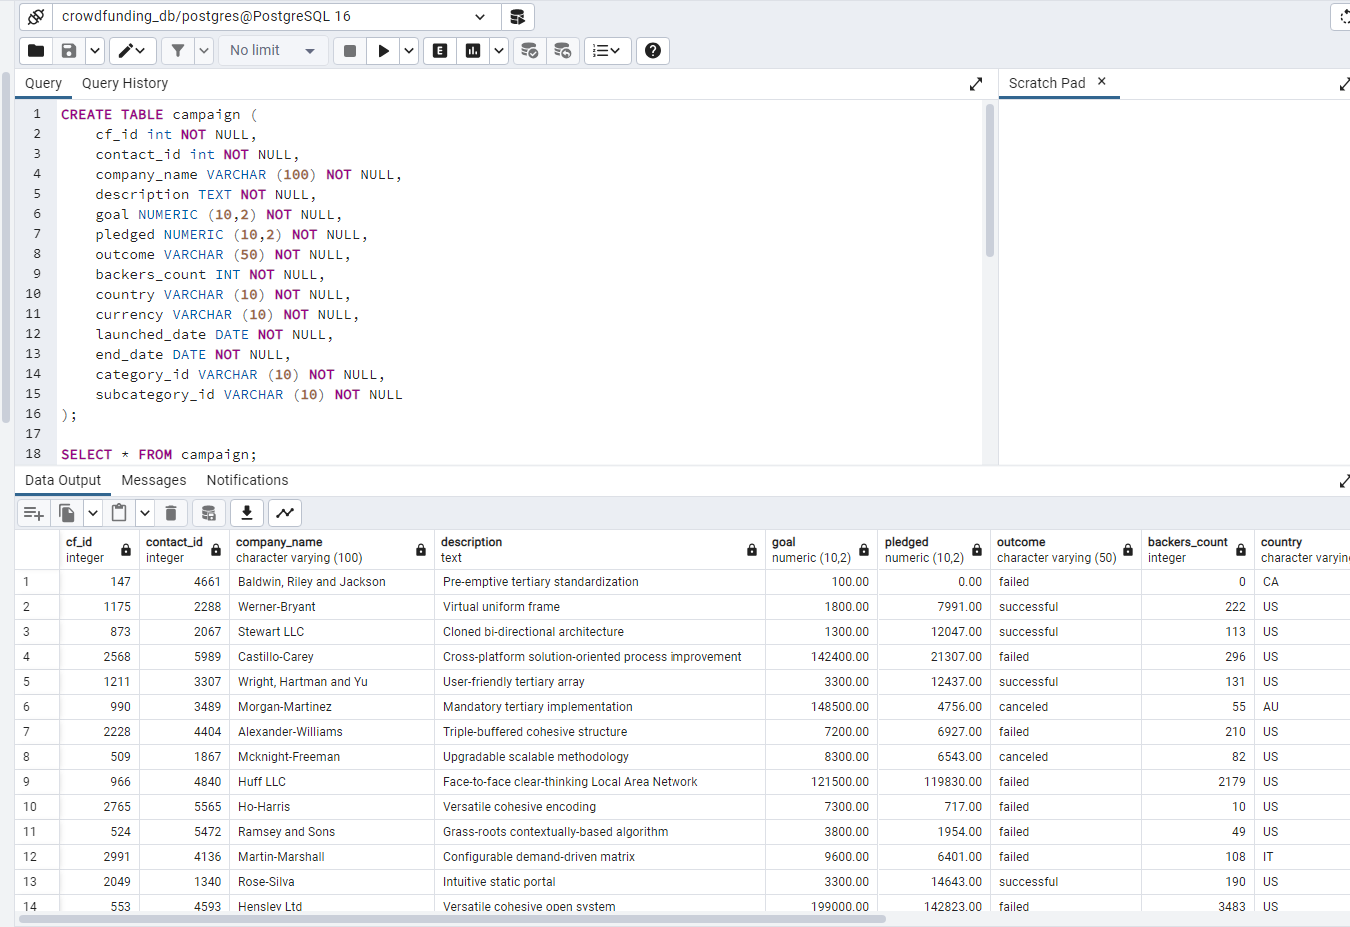 crowdfunding_db/postgres@PostgreSQL 16
No limit
E
Query Query History
Scratch Pad
1 CREATE TABLE campaign (
2 cf_id int NOT NULL,
3 contact_id int NOT NULL,
4 company_name VARCHAR (100) NOT NULL,
5 description TEXT NOT NULL,
6 goal NUMERIC (10,2) NOT NULL,
7 pledged NUMERIC (10,2) NOT NULL,
8 outcome VARCHAR (50) NOT NULL,
9 backers_count INT NOT NULL,
10 country VARCHAR (10) NOT NULL,
11 currency VARCHAR (10) NOT NULL,
12 launched_date DATE NOT NULL,
13 end_date DATE NOT NULL,
14 category_id VARCHAR (10) NOT NULL,
15 subcategory_id VARCHAR (10) NOT NULL
16 );
17
18 SELECT * FROM campaign;
Data Output Messages Notifications
cf_id contact_id company_name description goal pledged outcome backers_count country
integer integer character varying (100) text numeric (10,2) numeric (10,2) character varying (50) integer character varyin
1 147 4661 Baldwin, Riley and Jackson Pre-emptive tertiary standardization 100.00 0.00 failed 0 CA
2 1175 2288 Werner-Bryant Virtual uniform frame 1800.00 7991.00 successful 222 US
3 873 2067 Stewart LLC Cloned bi-directional architecture 1300.00 12047.00 successful 113 US
4 2568 5989 Castillo-Carey Cross-platform solution-oriented process improvement 142400.00 21307.00 failed 296 US
5 1211 3307 Wright, Hartman and Yu User-friendly tertiary array 3300.00 12437.00 successful 131 US
6 990 3489 Morgan-Martinez Mandatory tertiary implementation 148500.00 4756.00 canceled 55 AU
7 2228 4404 Alexander-Williams Triple-buffered cohesive structure 7200.00 6927.00 failed 210 US
8 509 1867 Mcknight-Freeman Upgradable scalable methodology 8300.00 6543.00 canceled 82 US
9 966 4840 Huff LLC Face-to-face clear-thinking Local Area Network 121500.00 119830.00 failed 2179 US
10 2765 5565 Ho-Harris Versatile cohesive encoding 7300.00 717.00 failed 10 US
11 524 5472 Ramsey and Sons Grass-roots contextually-based algorithm 3800.00 1954.00 failed 49 US
12 2991 4136 Martin-Marshall Configurable demand-driven matrix 9600.00 6401.00 failed 108 IT
13 2049 1340 Rose-Silva Intuitive static portal 3300.00 14643.00 successful 190 US
14 553 4593 Hensley Ltd Versatile cohesive open system 199000.00 142823.00 failed 3483 US